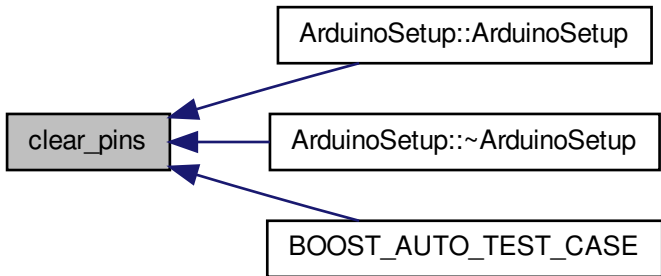 ArduinoSetup::ArduinoSetup
clear_pins
ArduinoSetup::~ArduinoSetup
BOOST_AUTO_TEST_CASE